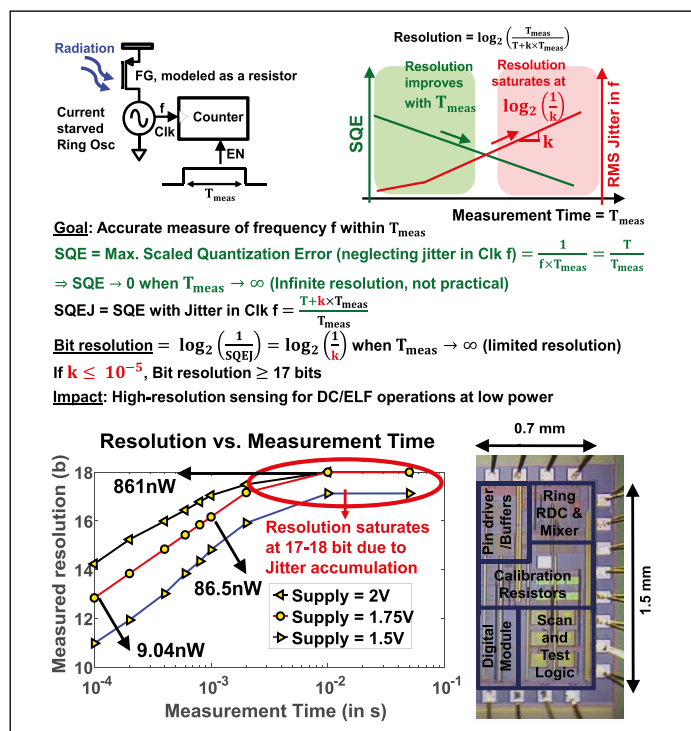 Radiation
FG, modeled as a resistor
Current
starved
Ring Osc
f
Clk
Counter
EN
T_meas
Resolution = log₂(T_meas/(T+k×T_meas))
Resolution
improves
with T_meas
Resolution
saturates at
log₂(1/k)
k
SQE
RMS Jitter in f
Measurement Time = T_meas
Goal: Accurate measure of frequency f within T_meas
SQE = Max. Scaled Quantization Error (neglecting jitter in Clk f) = 1/(f×T_meas) = T/T_meas
⇒ SQE → 0 when T_meas → ∞ (Infinite resolution, not practical)
SQEJ = SQE with Jitter in Clk f = (T+k×T_meas)/T_meas
Bit resolution = log₂(1/SQEJ) = log₂(1/k) when T_meas → ∞ (limited resolution)
If k ≤ 10⁻⁵, Bit resolution ≥ 17 bits
Impact: High-resolution sensing for DC/ELF operations at low power
Resolution vs. Measurement Time
Measured resolution (b)
18
16
14
12
10
861nW
86.5nW
9.04nW
Resolution saturates
at 17-18 bit due to
Jitter accumulation
Supply = 2V
Supply = 1.75V
Supply = 1.5V
10⁻⁴
10⁻³
10⁻²
10⁻¹
Measurement Time (in s)
0.7 mm
1.5 mm
Pin driver
/Buffers
Ring
RDC &
Mixer
Calibration
Resistors
Digital
Module
Scan
and
Test
Logic